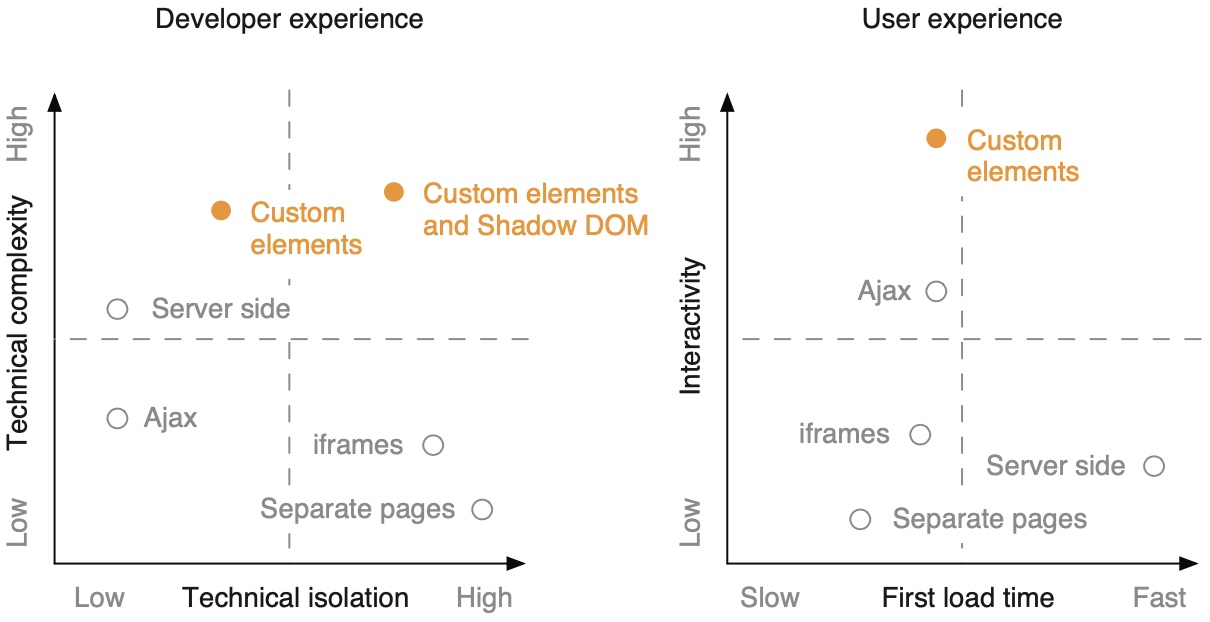 Developer experience
High
Technical complexity
Low
Custom
elements
Custom elements
and Shadow DOM
Server side
Ajax
iframes
Separate pages
Low
Technical isolation
High
User experience
High
Interactivity
Low
Custom
elements
Ajax
iframes
Server side
Separate pages
Slow
First load time
Fast